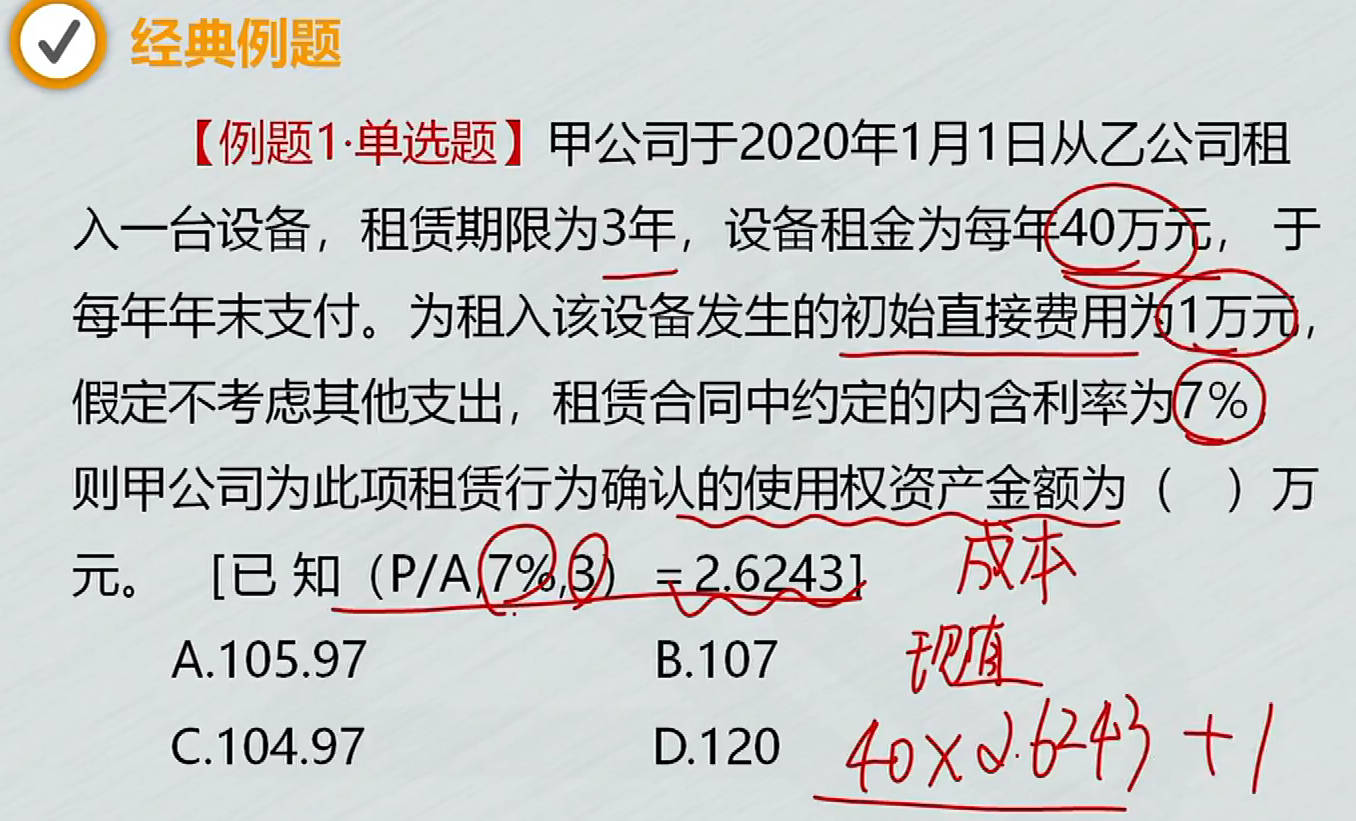 经典例题
【例题1·单选题】甲公司于2020年1月1日从乙公司租
入一台设备，租赁期限为3年，设备租金为每年40万元， 于
每年年末支付。为租入该设备发生的初始直接费用为1万元，
假定不考虑其他支出，租赁合同中约定的内含利率为7%，
则甲公司为此项租赁行为确认的使用权资产金额为（ ）万
元。 [已 知（P/A,7%,3）＝2.6243]
成本
A.105.97 B.107
现值
C.104.97 D.120
40×2.6243+1